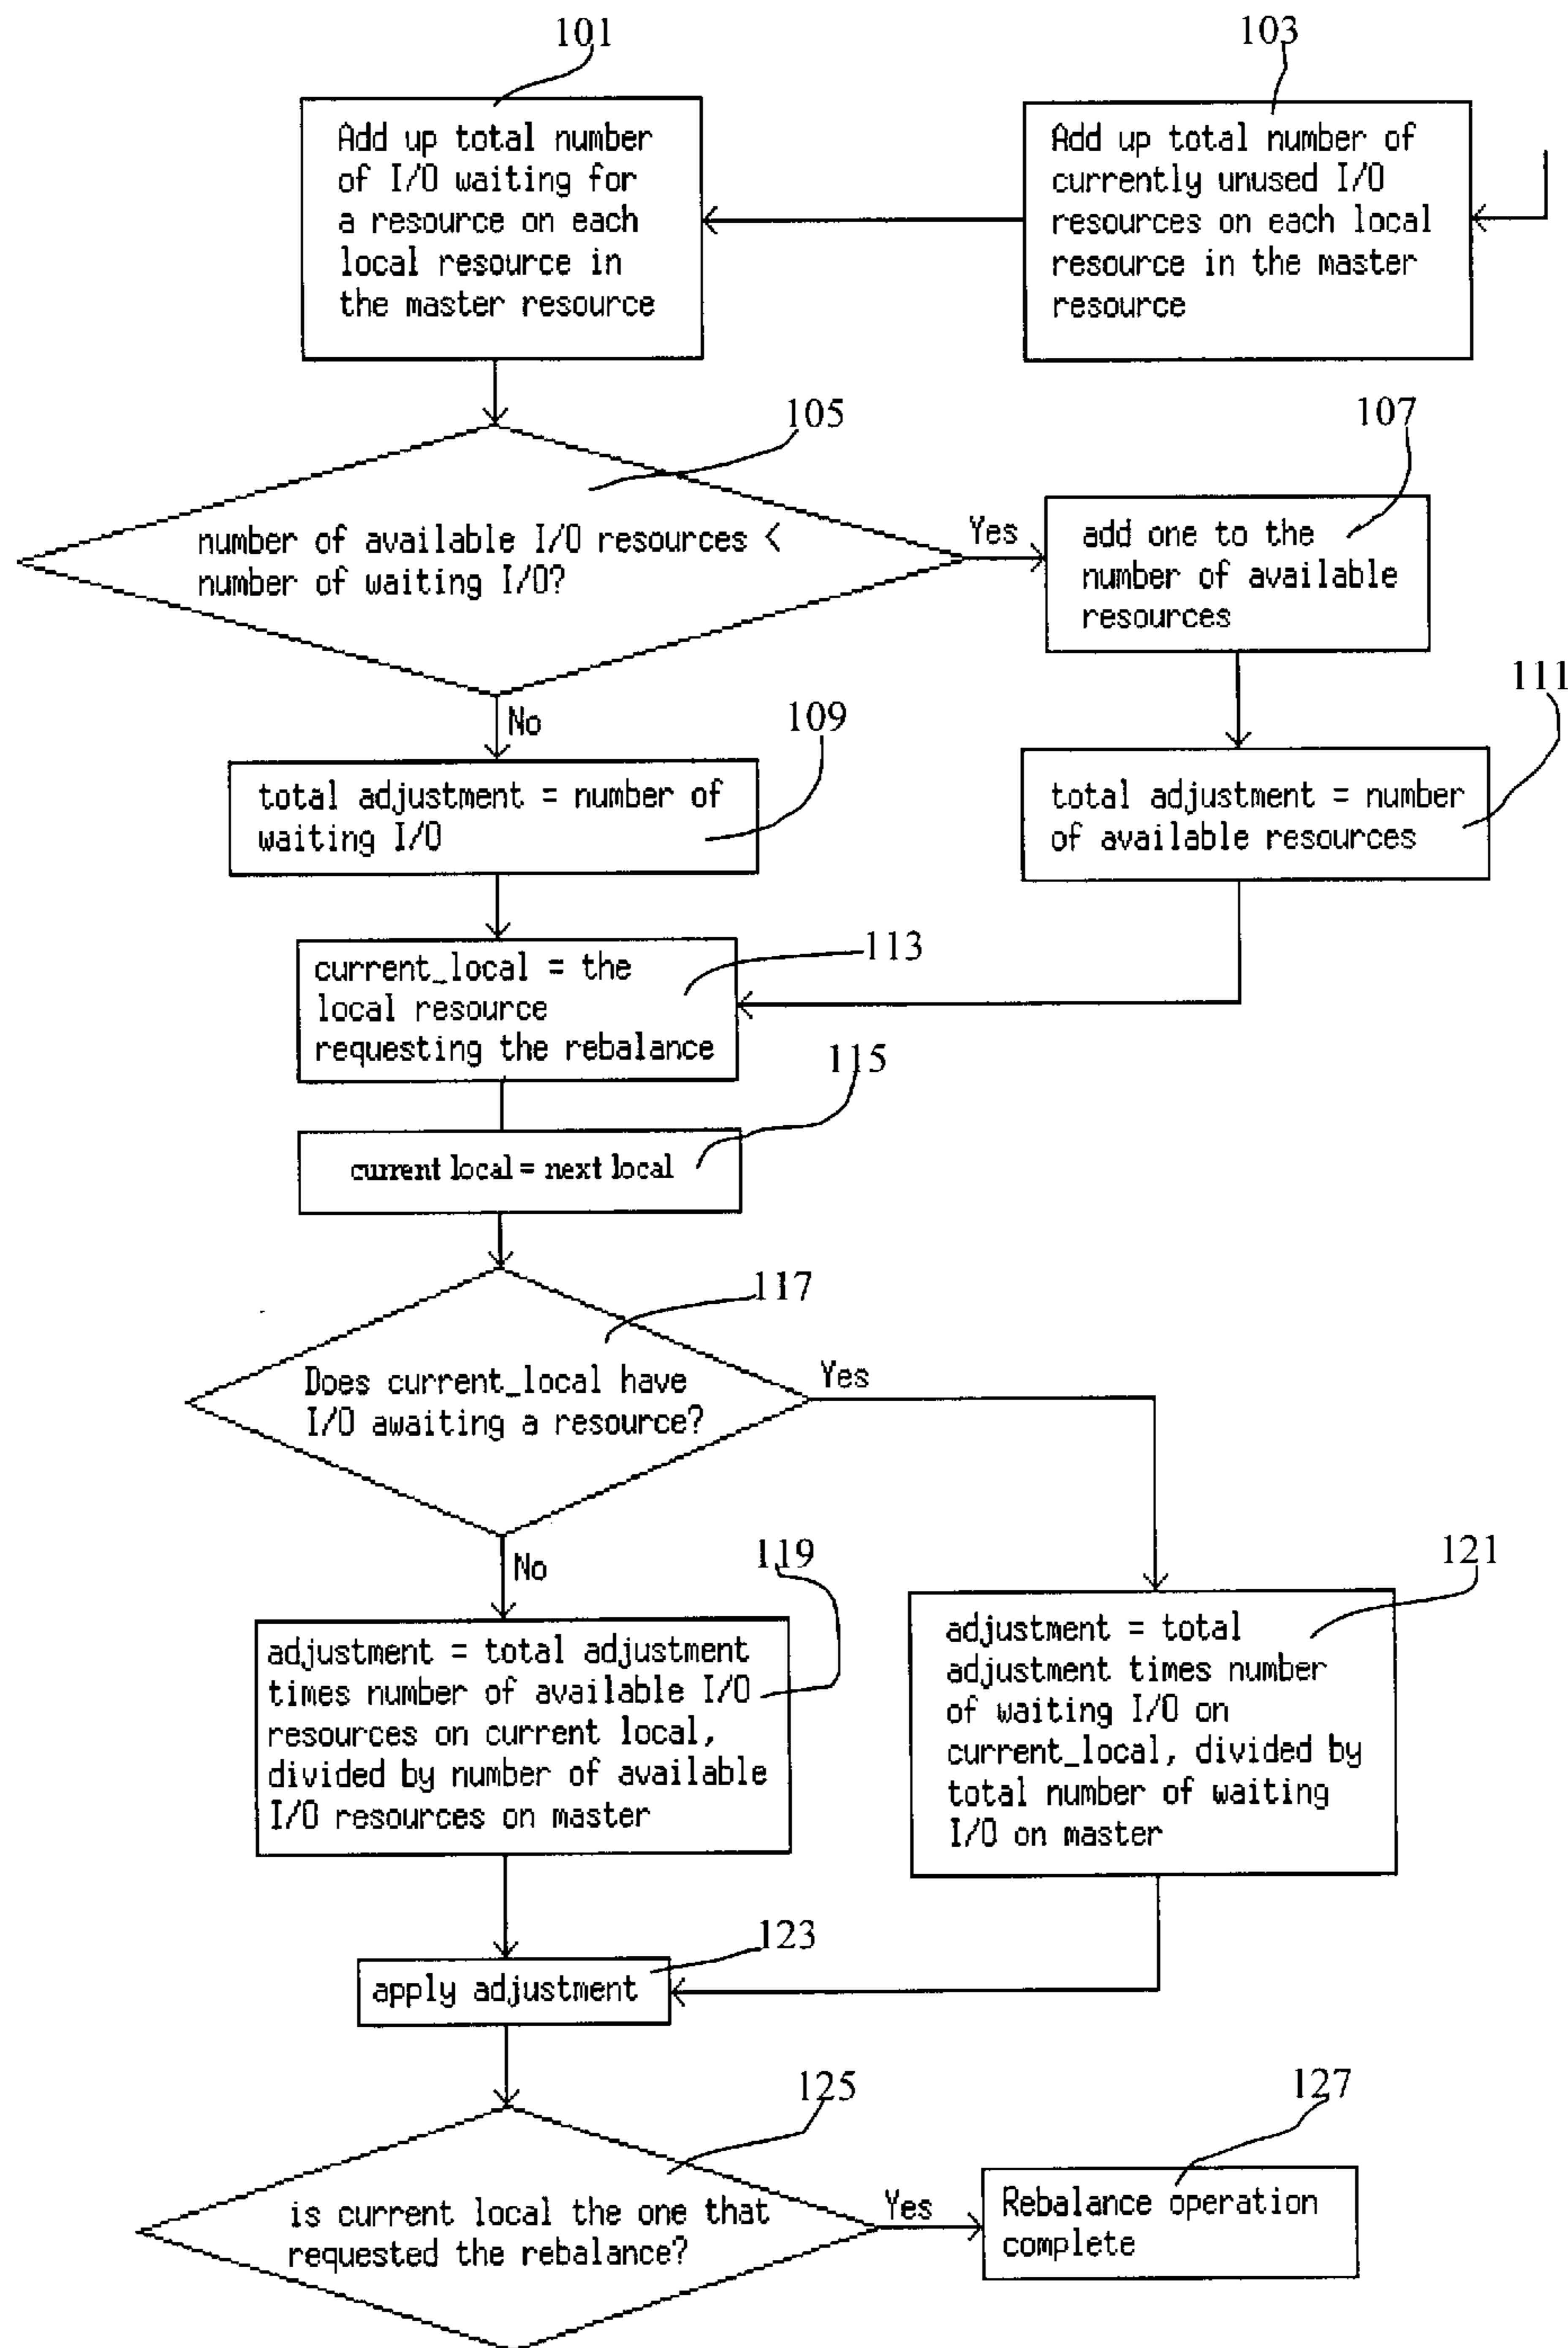 101
103
Add up total number
of I/O waiting for
a resource on each
local resource in
the master resource
Add up total number of
currently unused I/O
resources on each local
resource in the master
resource
105
107
number of available I/O resources <
number of waiting I/O?
Yes
add one to the
number of available
resources
No
109
111
total adjustment = number of
waiting I/O
total adjustment = number
of available resources
113
current_local = the
local resource
requesting the rebalance
115
current local = next local
117
Does current_local have
I/O awaiting a resource?
Yes
No
119
121
adjustment = total adjustment
times number of available I/O
resources on current local,
divided by number of available
I/O resources on master
adjustment = total
adjustment times number
of waiting I/O on
current_local, divided by
total number of waiting
I/O on master
123
apply adjustment
125
127
is current local the one that
requested the rebalance?
Yes
Rebalance operation
complete